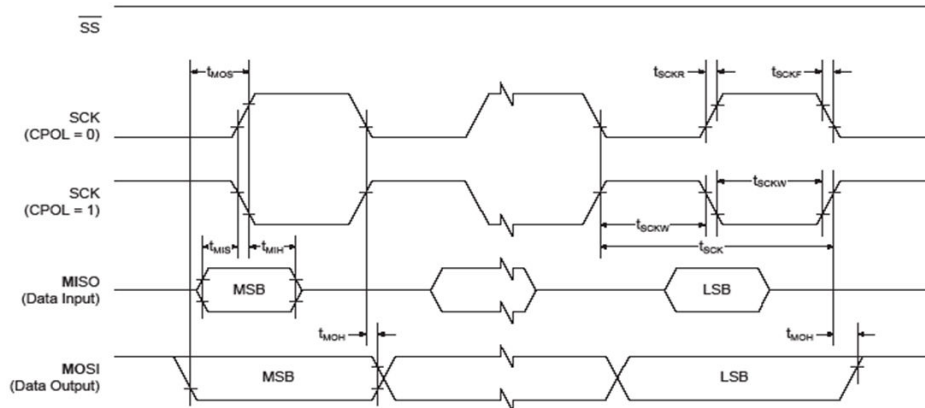 SS
tMOS
tSCKR
tSCKF
SCK
(CPOL = 0)
SCK
(CPOL = 1)
tSCKW
tSCKW
tMIS
tMIH
tSCK
MISO
(Data Input)
MSB
LSB
tMOH
tMOH
MOSI
(Data Output)
MSB
LSB